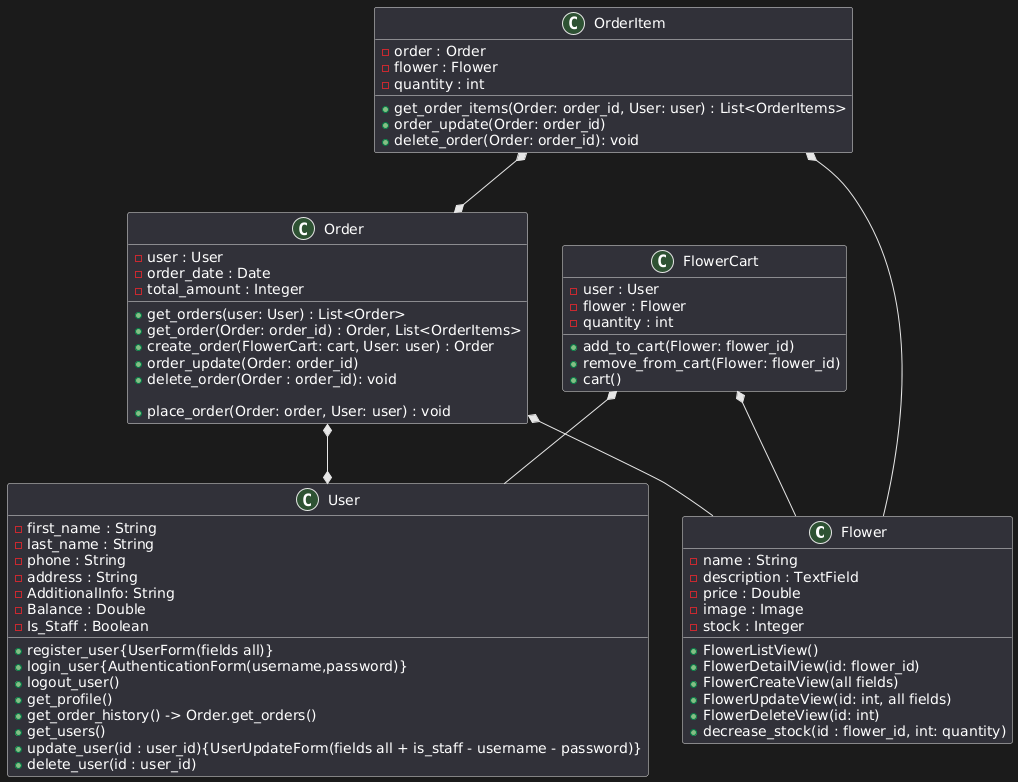 C OrderItem
order : Order
flower : Flower
quantity : int
get_order_items(Order: order_id, User: user) : List<OrderItems>
order_update(Order: order_id)
delete_order(Order: order_id): void
C Order
user : User
order_date : Date
total_amount : Integer
get_orders(user: User) : List<Order>
get_order(Order: order_id) : Order, List<OrderItems>
create_order(FlowerCart: cart, User: user) : Order
order_update(Order: order_id)
delete_order(Order : order_id): void
place_order(Order: order, User: user) : void
C FlowerCart
user : User
flower : Flower
quantity : int
add_to_cart(Flower: flower_id)
remove_from_cart(Flower: flower_id)
cart()
C User
first_name : String
last_name : String
phone : String
address : String
AdditionalInfo: String
Balance : Double
Is_Staff : Boolean
register_user{UserForm(fields all)}
login_user{AuthenticationForm(username,password)}
logout_user()
get_profile()
get_order_history() -> Order.get_orders()
get_users()
update_user(id : user_id){UserUpdateForm(fields all + is_staff - username - password)}
delete_user(id : user_id)
C Flower
name : String
description : TextField
price : Double
image : Image
stock : Integer
FlowerListView()
FlowerDetailView(id: flower_id)
FlowerCreateView(all fields)
FlowerUpdateView(id: int, all fields)
FlowerDeleteView(id: int)
decrease_stock(id : flower_id, int: quantity)